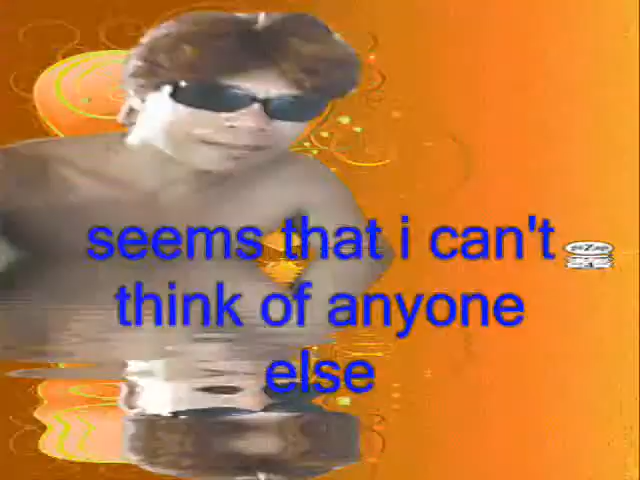 seems that i can't
think of anyone
else